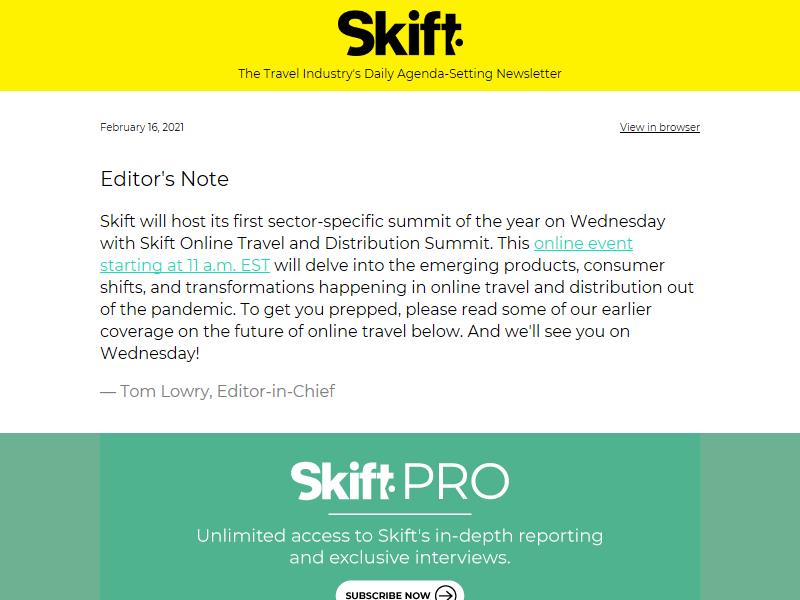 Skift
The Travel Industry's Daily Agenda-Setting Newsletter
February 16, 2021
View in browser
Editor's Note
Skift will host its first sector-specific summit of the year on Wednesday
with Skift Online Travel and Distribution Summit. This online event
starting at 11 a.m. EST will delve into the emerging products, consumer
shifts, and transformations happening in online travel and distribution out
of the pandemic. To get you prepped, please read some of our earlier
coverage on the future of online travel below. And we'll see you on
Wednesday!
— Tom Lowry, Editor-in-Chief
Skift PRO
Unlimited access to Skift's in-depth reporting
and exclusive interviews.
SUBSCRIBE NOW